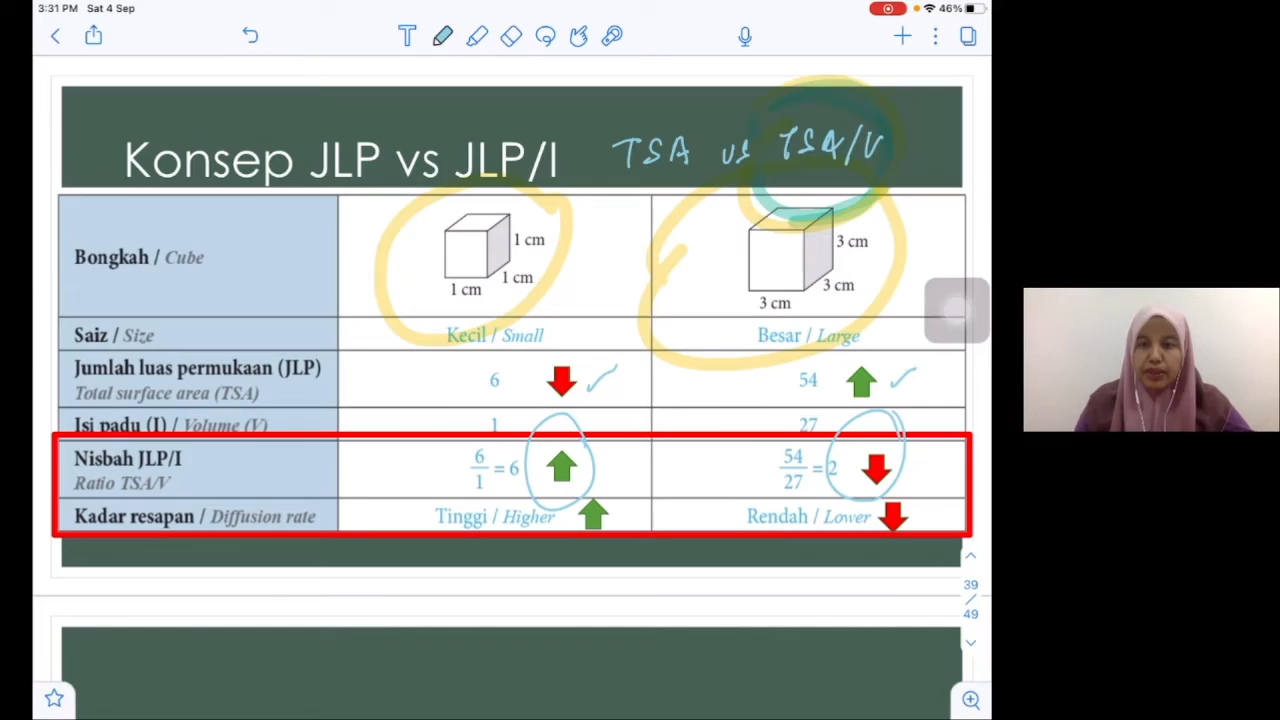 3:31 PM Sat 4 Sep
46%
Konsep JLP vs JLP/I TSA vs TSA/V
Bongkah / Cube
1 cm
1 cm
1 cm
3 cm
3 cm
3 cm
Saiz / Size
Kecil / Small
Besar / Large
Jumlah luas permukaan (JLP)
Total surface area (TSA)
6
54
Isi padu (I) / Volume (V)
1
27
Nisbah JLP/I
Ratio TSA/V
6/1 = 6
54/27 = 2
Kadar resapan / Diffusion rate
Tinggi / Higher
Rendah / Lower
39
/
49